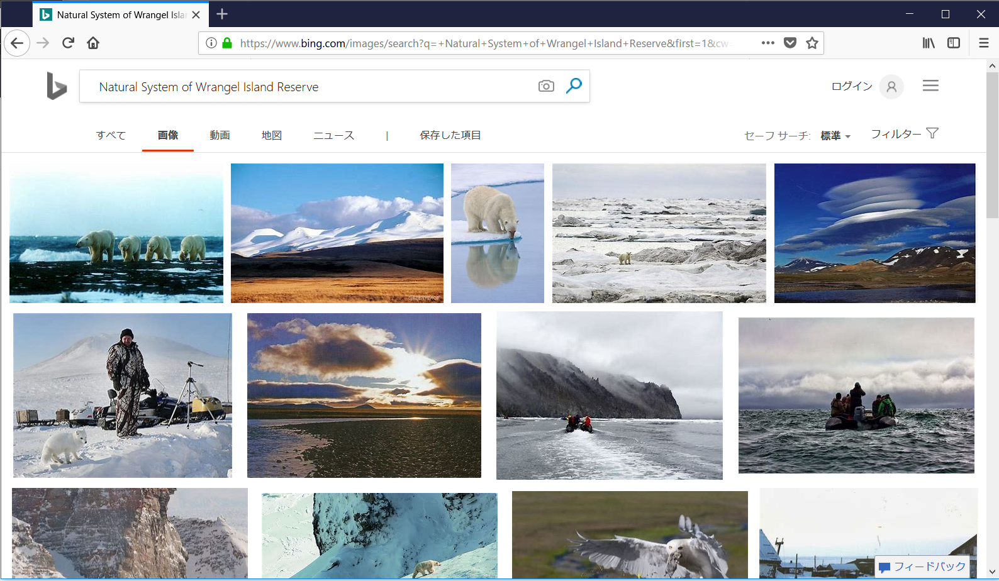 Natural System of Wrangel Islan
https://www.bing.com/images/search?q=+Natural+System+of+Wrangel+Island+Reserve&first=1&cw=
Natural System of Wrangel Island Reserve
ログイン
すべて 画像 動画 地図 ニュース | 保存した項目 セーフ サーチ: 標準 フィルター
GREENPEACE
フィードバック